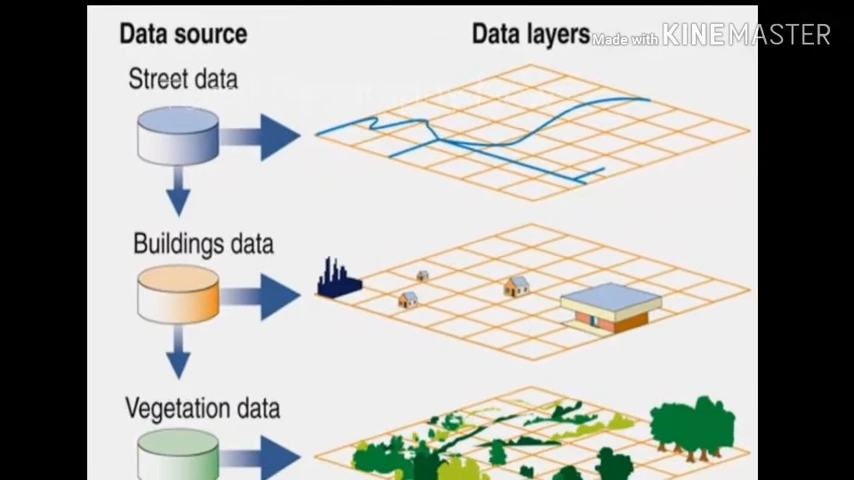 Data source
Data layers
Made with KINEMASTER
Street data
Buildings data
Vegetation data